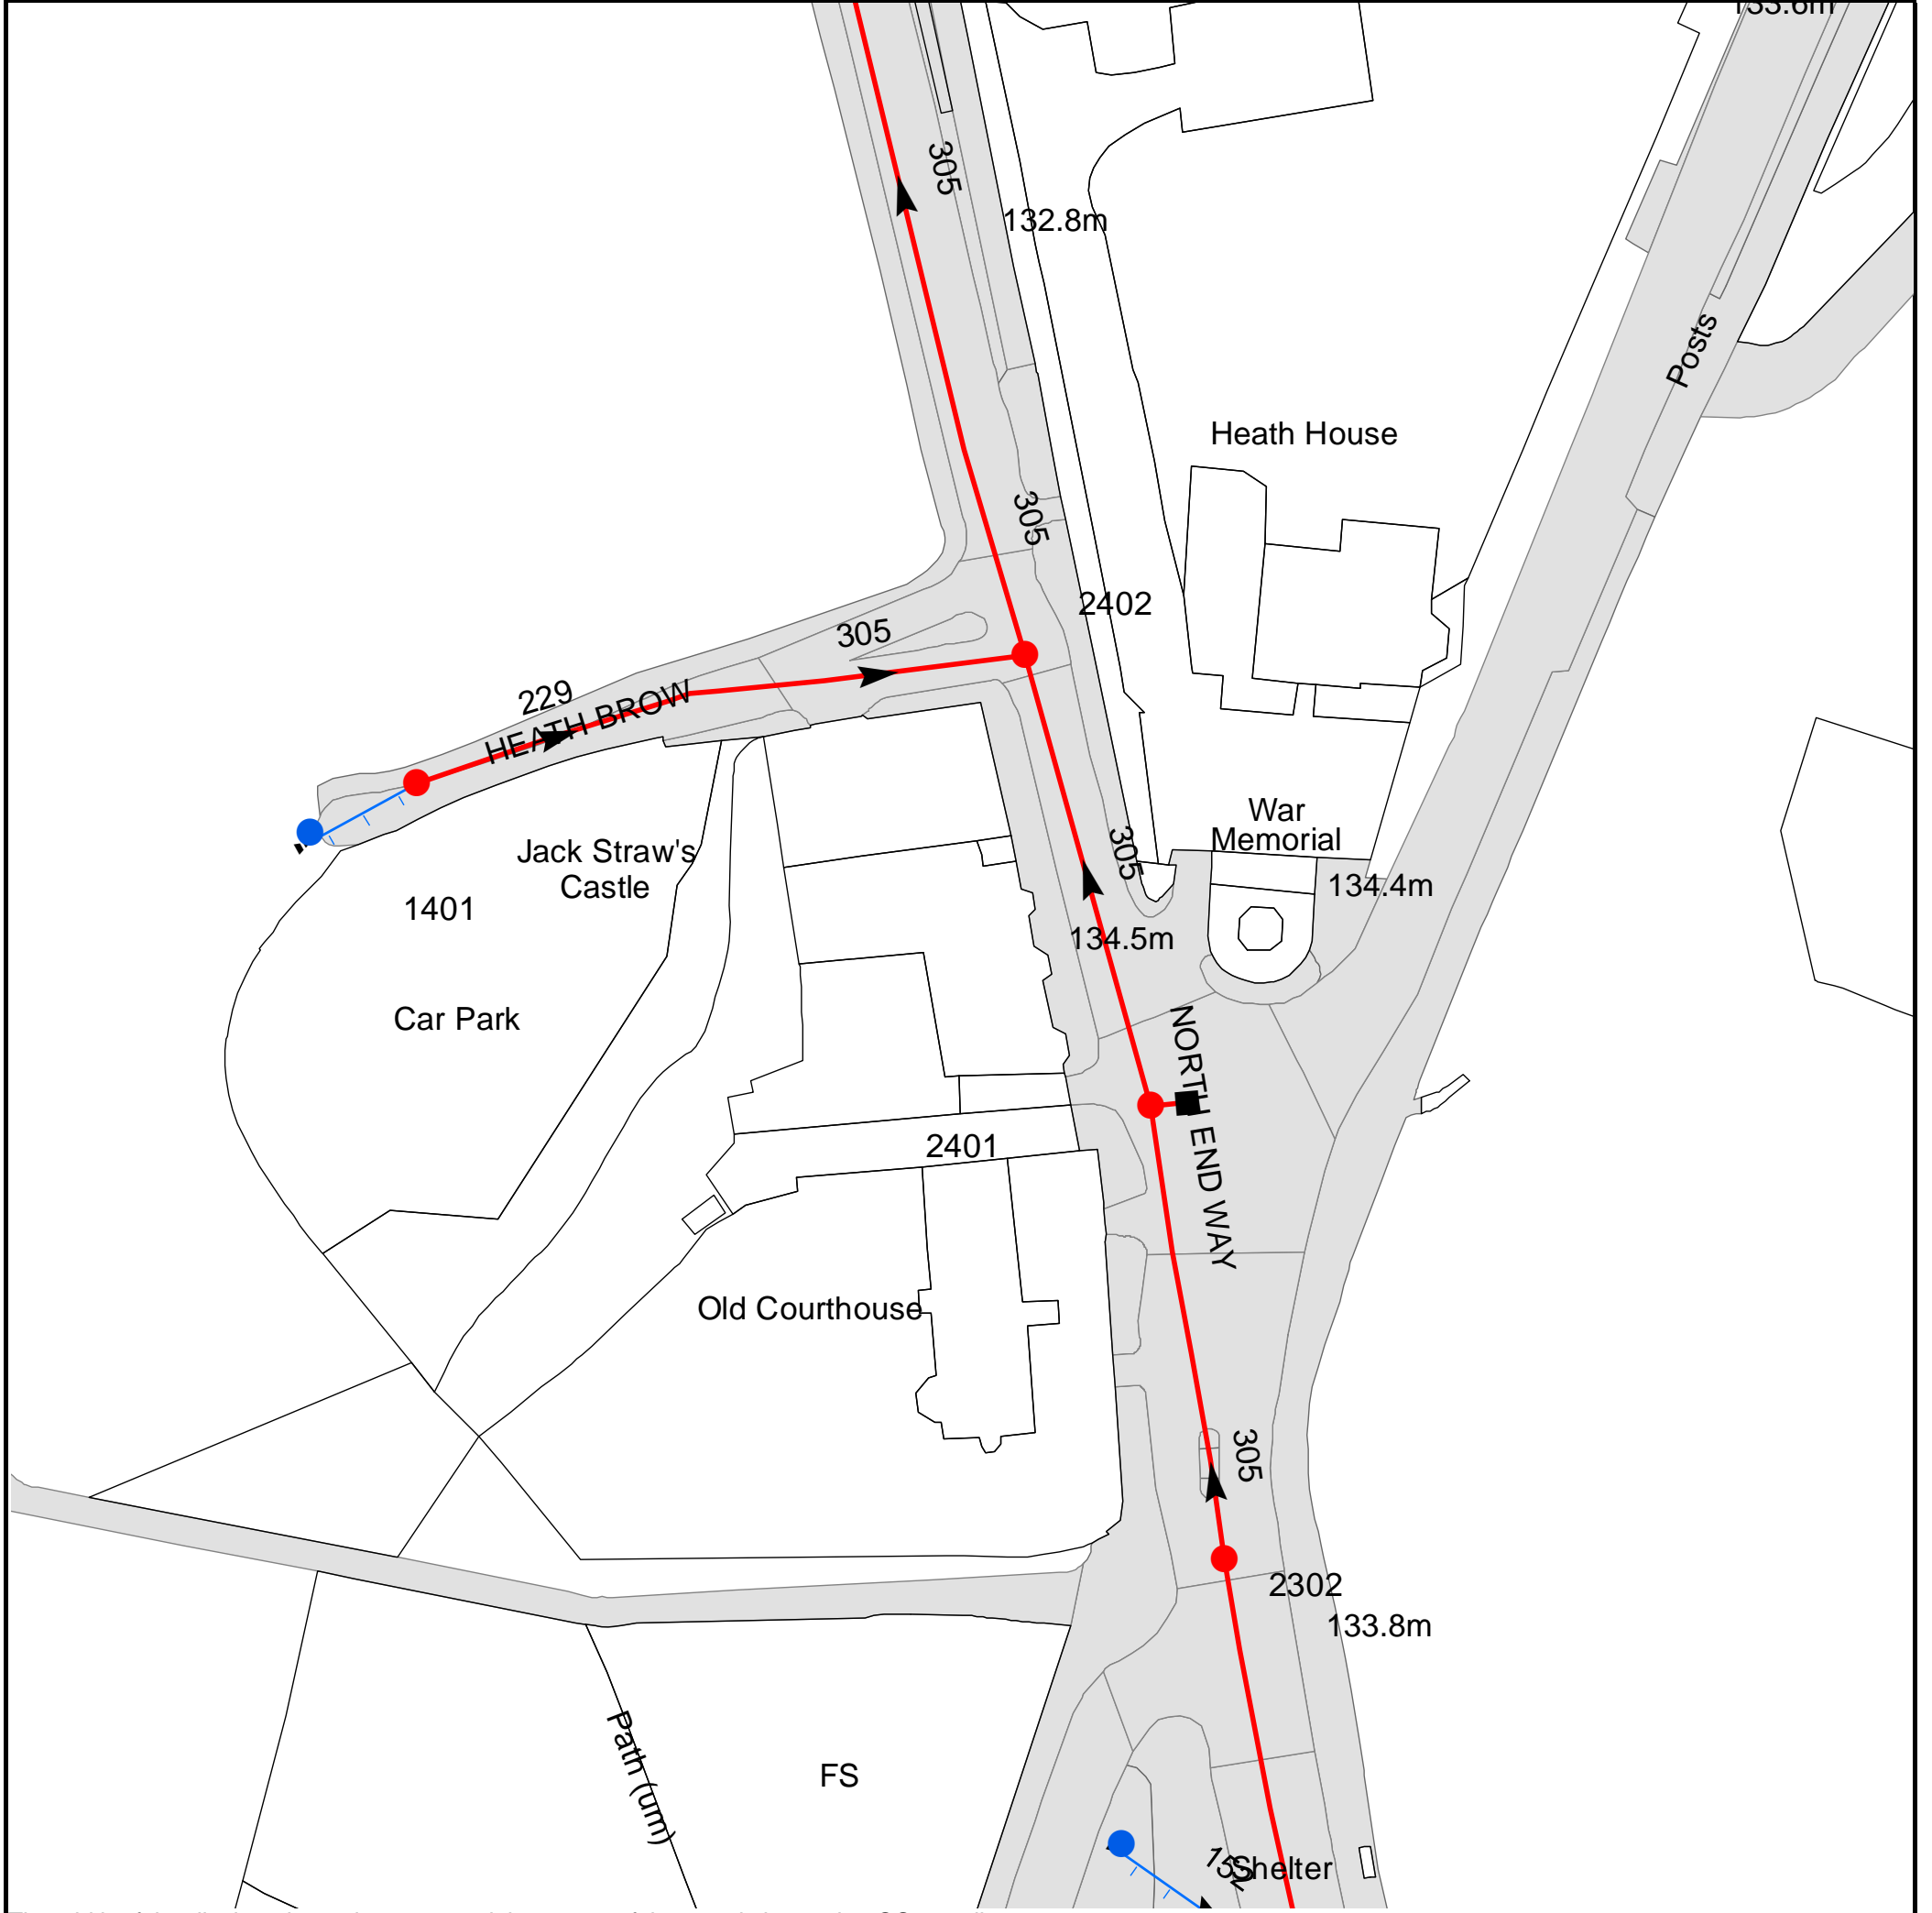 133.6m
305
132.8m
Posts
Heath House
305
2402
305
229
HEATH BROW
War
Memorial
305
Jack Straw's
Castle
134.4m
1401
134.5m
Car Park
NORTH END WAY
2401
Old Courthouse
305
2302
133.8m
Path (um)
FS
152
Shelter